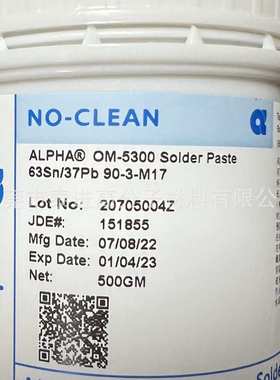 NO-CLEAN
ALPHA® OM-5300 Solder Paste
63Sn/37Pb 90-3-M17
Lot No: 20705004Z
JDE#: 151855
Mfg Date: 07/08/22
Exp Date: 01/04/23
Net: 500GM